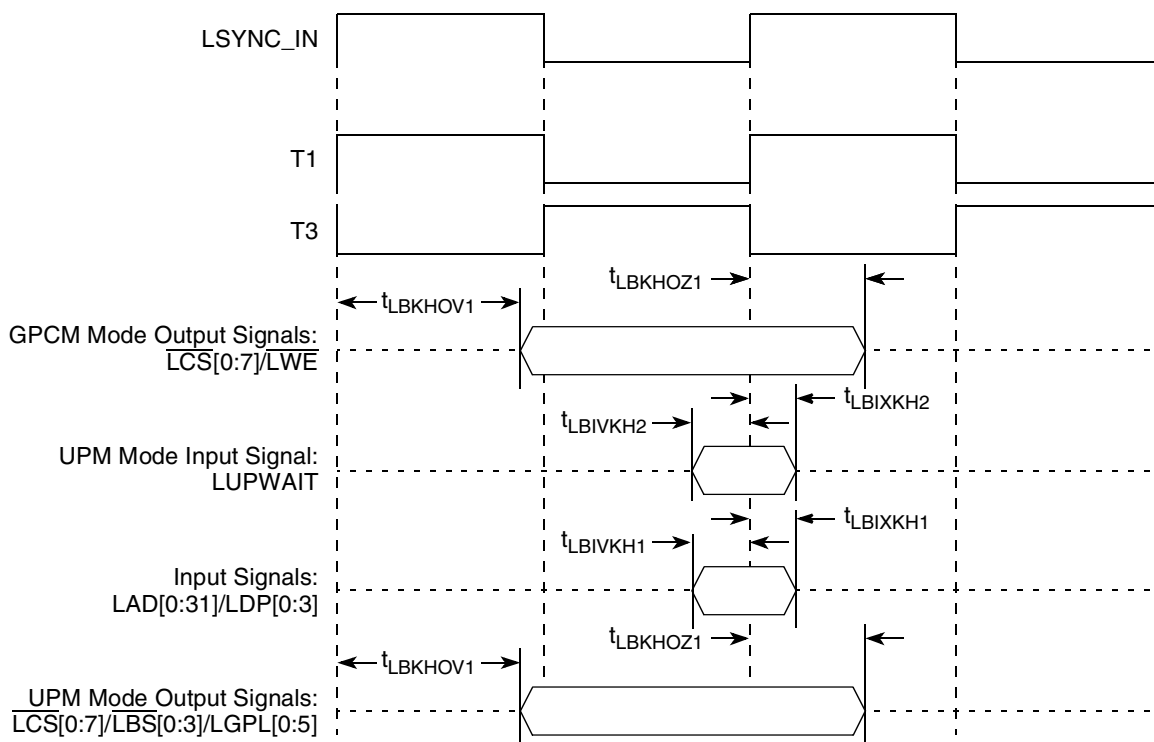 LSYNC_IN
T1
T3
tLBKHOZ1
tLBKHOV1
GPCM Mode Output Signals:
LCS[0:7]/LWE
tLBIXKH2
tLBIVKH2
UPM Mode Input Signal:
LUPWAIT
tLBIXKH1
tLBIVKH1
Input Signals:
LAD[0:31]/LDP[0:3]
tLBKHOZ1
tLBKHOV1
UPM Mode Output Signals:
LCS[0:7]/LBS[0:3]/LGPL[0:5]